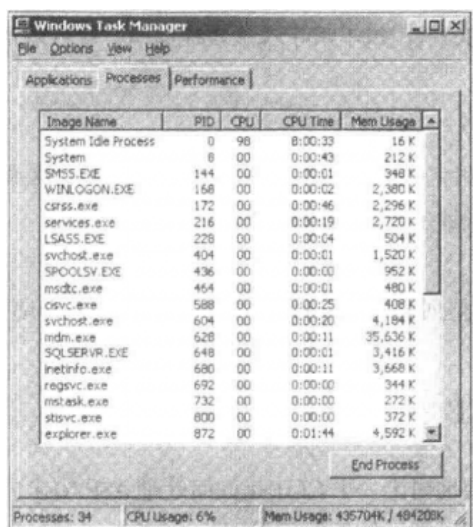 Windows Task Manager
File Options View Help
Applications Processes Performance
Image Name PID CPU CPU Time Mem Usage
System Idle Process 0 98 8:00:33 16 K
System 8 00 0:00:43 212 K
SMSS.EXE 144 00 0:00:01 348 K
WINLOGON.EXE 168 00 0:00:02 2,380 K
csrss.exe 172 00 0:00:46 2,296 K
services.exe 216 00 0:00:19 2,720 K
LSASS.EXE 228 00 0:00:04 504 K
svchost.exe 404 00 0:00:01 1,520 K
SPOOLSV.EXE 436 00 0:00:00 952 K
msdtc.exe 464 00 0:00:01 480 K
cisvc.exe 588 00 0:00:25 408 K
svchost.exe 604 00 0:00:20 4,184 K
mdm.exe 628 00 0:00:11 35,636 K
SQLSERVR.EXE 648 00 0:00:01 3,416 K
inetinfo.exe 680 00 0:00:11 3,668 K
regsvc.exe 692 00 0:00:00 344 K
mstask.exe 732 00 0:00:00 272 K
stisvc.exe 800 00 0:00:00 372 K
explorer.exe 872 00 0:01:44 4,592 K
End Process
Processes: 34 CPU Usage: 6% Mem Usage: 435704K / 484208K